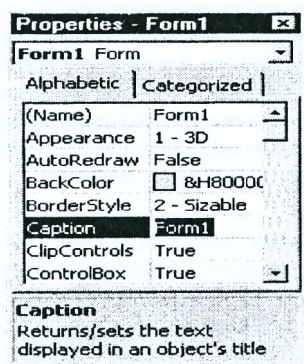 Properties - Form1
Form1 Form
Alphabetic Categorized
(Name) Form1
Appearance 1 - 3D
AutoRedraw False
BackColor &H80000
BorderStyle 2 - Sizable
Caption Form1
ClipControls True
ControlBox True
Caption
Returns/sets the text
displayed in an object's title